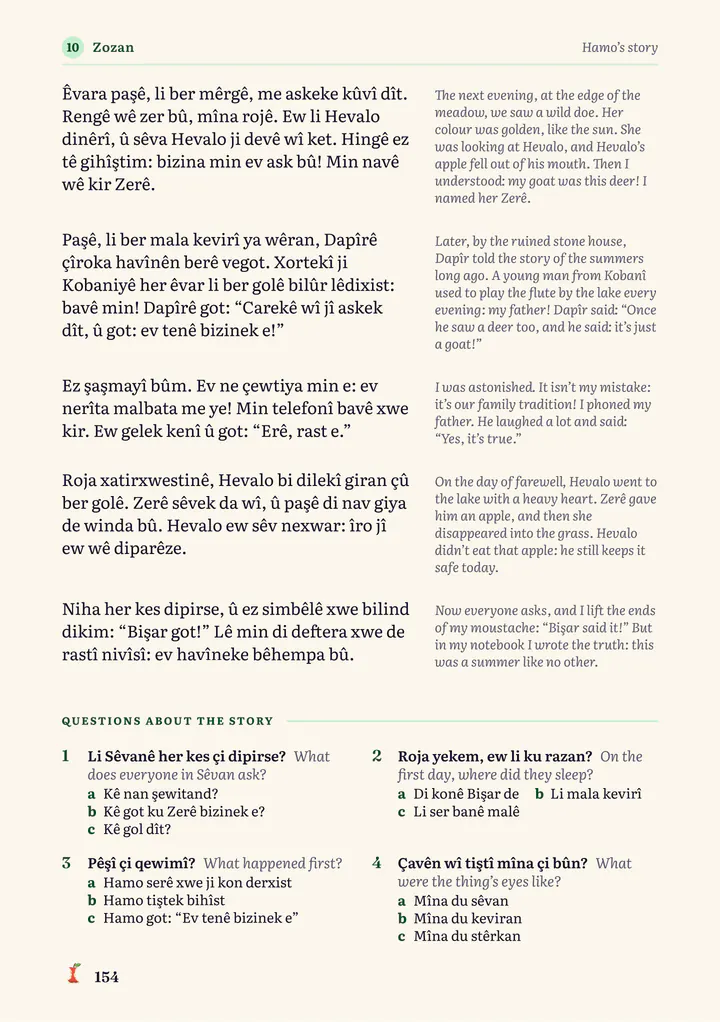 10 Zozan
Hamo’s story
Êvara paşê, li ber mêrgê, me askeke kûvî dît.
Rengê wê zer bû, mîna rojê. Ew li Hevalo
dinêrî, û sêva Hevalo ji devê wî ket. Hingê ez
tê gihîştim: bizina min ev ask bû! Min navê
wê kir Zerê.
The next evening, at the edge of the
meadow, we saw a wild doe. Her
colour was golden, like the sun. She
was looking at Hevalo, and Hevalo’s
apple fell out of his mouth. Then I
understood: my goat was this deer! I
named her Zerê.
Paşê, li ber mala kevirî ya wêran, Dapîrê
çîroka havînên berê vegot. Xortekî ji
Kobaniyê her êvar li ber golê bilûr lêdixist:
bavê min! Dapîrê got: “Carekê wî jî askek
dît, û got: ev tenê bizinek e!”
Later, by the ruined stone house,
Dapîr told the story of the summers
long ago. A young man from Kobanî
used to play the flute by the lake every
evening: my father! Dapîr said: “Once
he saw a deer too, and he said: it’s just
a goat!”
Ez şaşmayî bûm. Ev ne çewtiya min e: ev
nerîta malbata me ye! Min telefonî bavê xwe
kir. Ew gelek kenî û got: “Erê, rast e.”
I was astonished. It isn’t my mistake:
it’s our family tradition! I phoned my
father. He laughed a lot and said:
“Yes, it’s true.”
Roja xatirxwestinê, Hevalo bi dilekî giran çû
ber golê. Zerê sêvek da wî, û paşê di nav giya
de winda bû. Hevalo ew sêv nexwar: îro jî
ew wê diparêze.
On the day of farewell, Hevalo went to
the lake with a heavy heart. Zerê gave
him an apple, and then she
disappeared into the grass. Hevalo
didn’t eat that apple: he still keeps it
safe today.
Niha her kes dipirse, û ez simbêlê xwe bilind
dikim: “Bişar got!” Lê min di deftera xwe de
rastî nivîsî: ev havîneke bêhempa bû.
Now everyone asks, and I lift the ends
of my moustache: “Bişar said it!” But
in my notebook I wrote the truth: this
was a summer like no other.
QUESTIONS ABOUT THE STORY
1 Li Sêvanê her kes çi dipirse? What
does everyone in Sêvan ask?
a Kê nan şewitand?
b Kê got ku Zerê bizinek e?
c Kê gol dît?
2 Roja yekem, ew li ku razan? On the
first day, where did they sleep?
a Di konê Bişar de b Li mala kevirî
c Li ser banê malê
3 Pêşî çi qewimî? What happened first?
a Hamo serê xwe ji kon derxist
b Hamo tiştek bihîst
c Hamo got: “Ev tenê bizinek e”
4 Çavên wî tiştî mîna çi bûn? What
were the thing’s eyes like?
a Mîna du sêvan
b Mîna du keviran
c Mîna du stêrkan
154